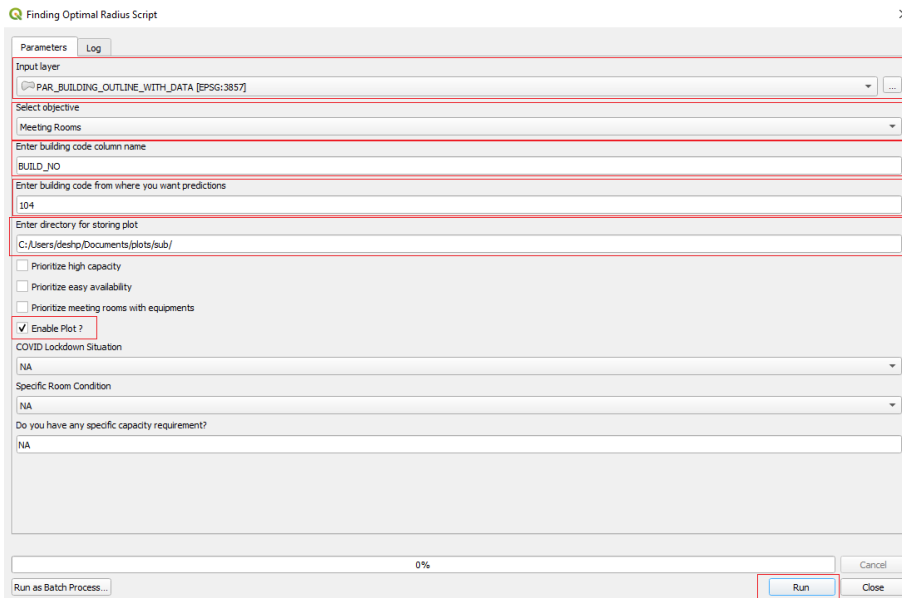 Finding Optimal Radius Script
Parameters Log
Input layer
PAR_BUILDING_OUTLINE_WITH_DATA [EPSG:3857]
...
Select objective
Meeting Rooms
Enter building code column name
BUILD_NO
Enter building code from where you want predictions
104
Enter directory for storing plot
C:/Users/deshp/Documents/plots/sub/
Prioritize high capacity
Prioritize easy availability
Prioritize meeting rooms with equipments
Enable Plot ?
COVID Lockdown Situation
NA
Specific Room Condition
NA
Do you have any specific capacity requirement?
NA
0% Cancel
Run as Batch Process... Run Close